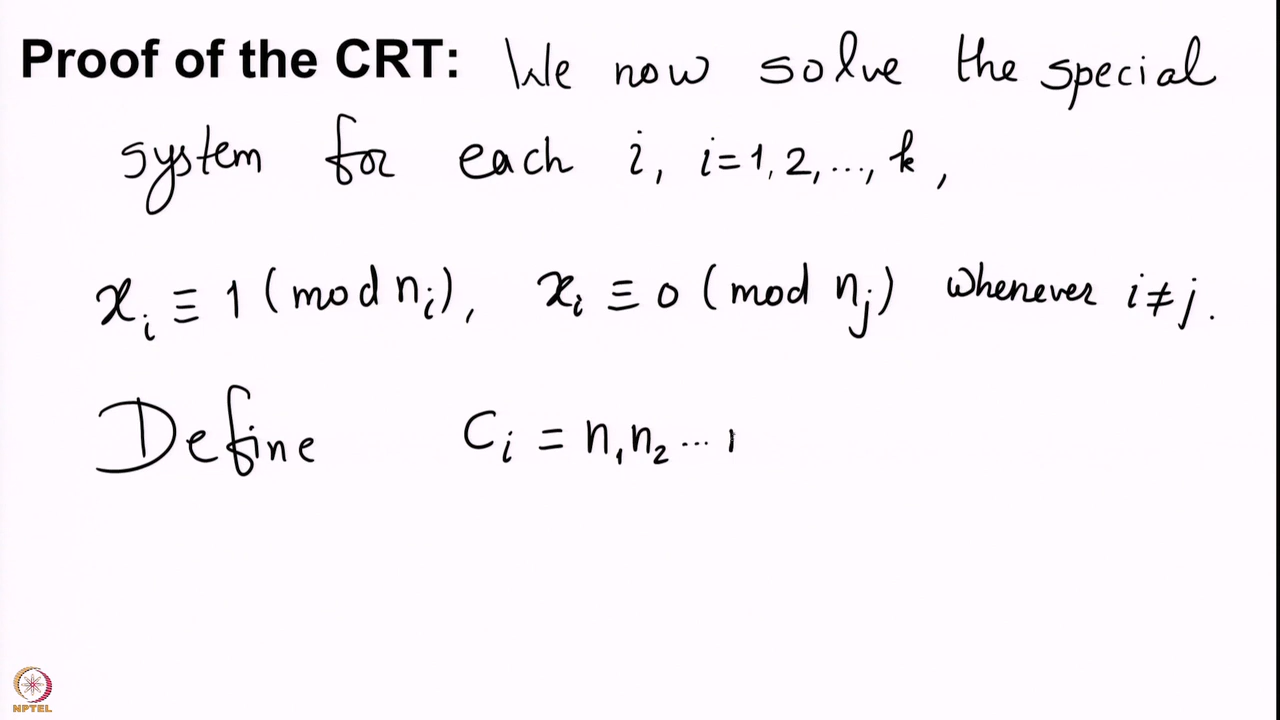 Proof of the CRT: We now solve the special
system for each i, i=1,2,...,k,
x_i ≡ 1 (mod n_i), x_i ≡ 0 (mod n_j) whenever i≠j.
Define C_i = n_1 n_2 ...
NPTEL